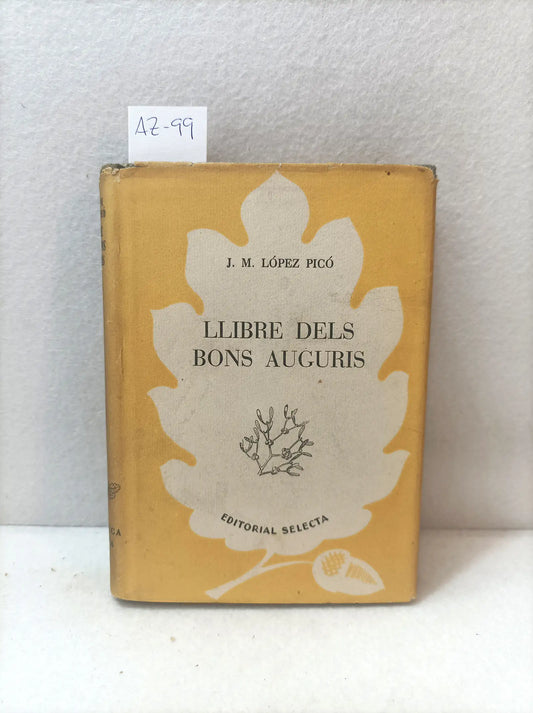 AZ-99
J. M. LÓPEZ PICÓ
LLIBRE DELS
BONS AUGURIS
EDITORIAL SELECTA